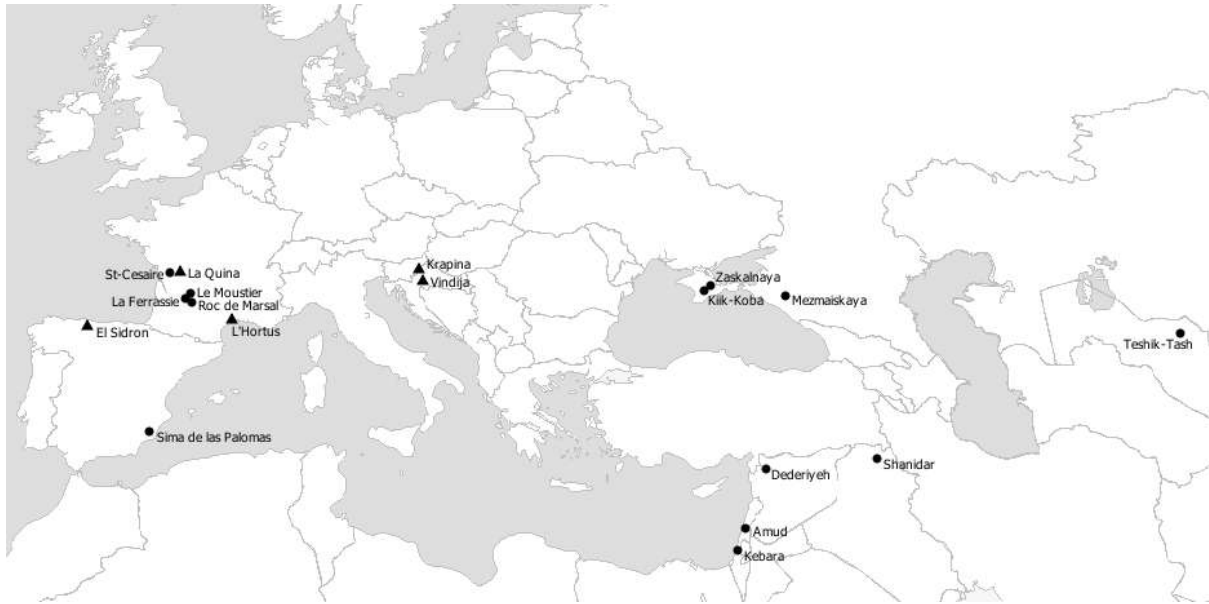 St-Cesaire
La Quina
Le Moustier
La Ferrassie
Roc de Marsal
El Sidron
L'Hortus
Sima de las Palomas
Krapina
Vindija
Zaskalnaya
Kiik-Koba
Mezmaiskaya
Teshik-Tash
Shanidar
Dederiyeh
Amud
Kebara